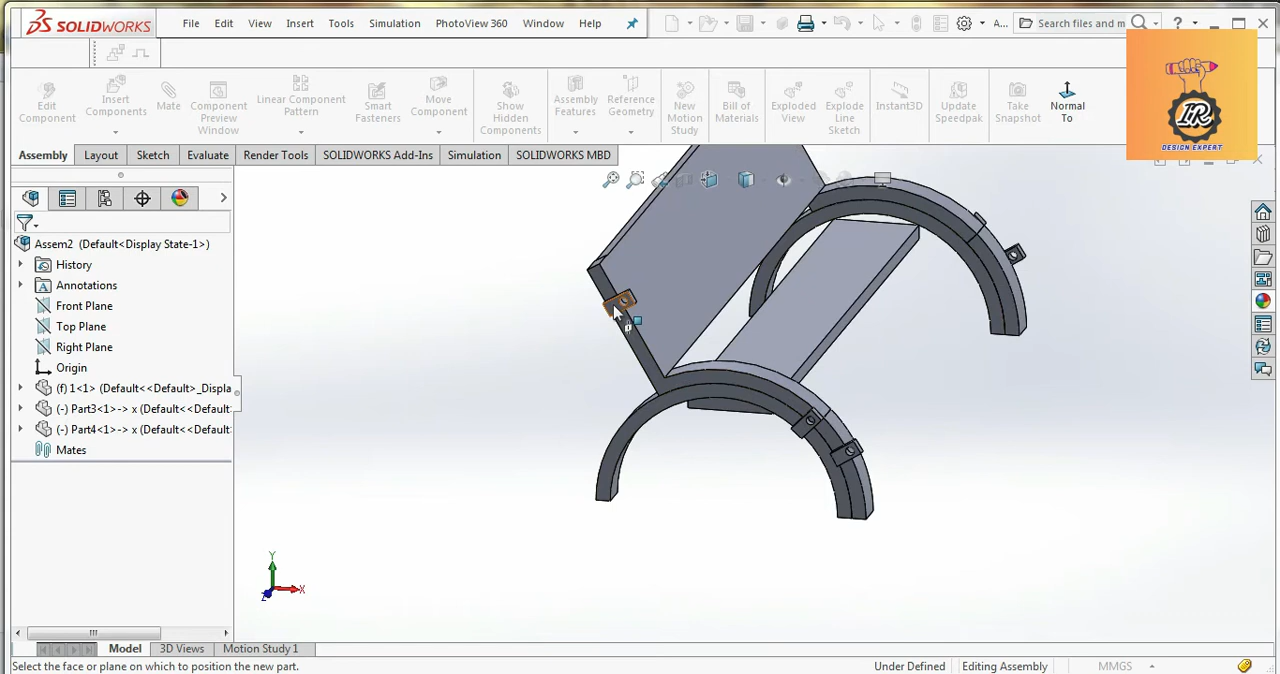 SOLIDWORKS
File Edit View Insert Tools Simulation PhotoView 360 Window Help
A...
Search files and m
?
Edit Component
Insert Components
Mate
Component Preview Window
Linear Component Pattern
Smart Fasteners
Move Component
Show Hidden Components
Assembly Features
Reference Geometry
New Motion Study
Bill of Materials
Exploded View
Explode Line Sketch
Instant3D
Update Speedpak
Take Snapshot
Normal To
IR
DESIGN EXPERT
Assembly Layout Sketch Evaluate Render Tools SOLIDWORKS Add-Ins Simulation SOLIDWORKS MBD
Assem2 (Default<Display State-1>)
History
Annotations
Front Plane
Top Plane
Right Plane
Origin
(f) 1<1> (Default<<Default>_Displa
(-) Part3<1>-> x (Default<<Default
(-) Part4<1>-> x (Default<<Default
Mates
Y
X
Z
Model 3D Views Motion Study 1
Select the face or plane on which to position the new part.
Under Defined Editing Assembly MMGS